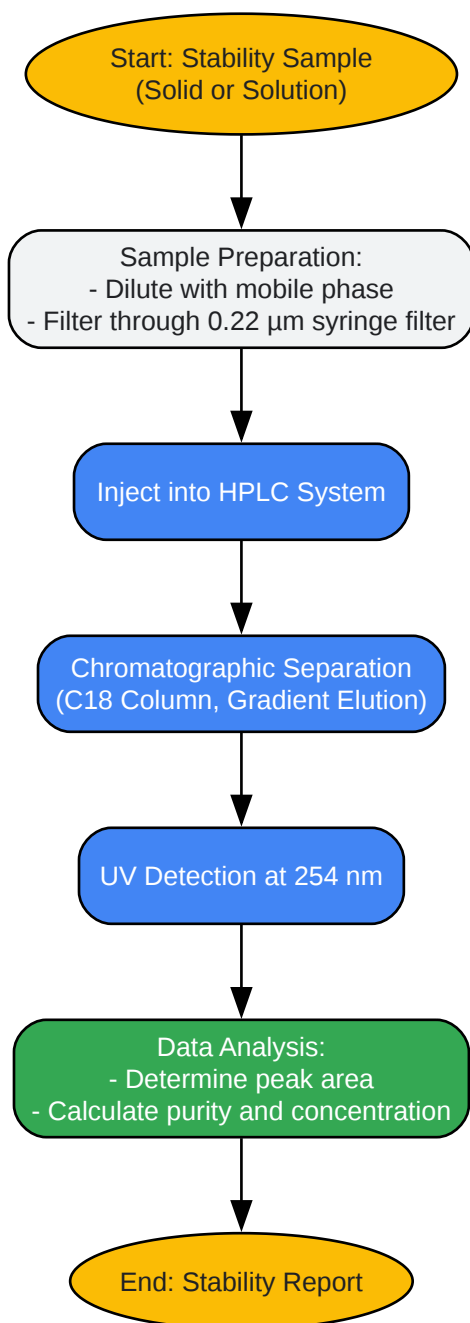 Start: Stability Sample
(Solid or Solution)
Sample Preparation:
- Dilute with mobile phase
- Filter through 0.22 µm syringe filter
Inject into HPLC System
Chromatographic Separation
(C18 Column, Gradient Elution)
UV Detection at 254 nm
Data Analysis:
- Determine peak area
- Calculate purity and concentration
End: Stability Report